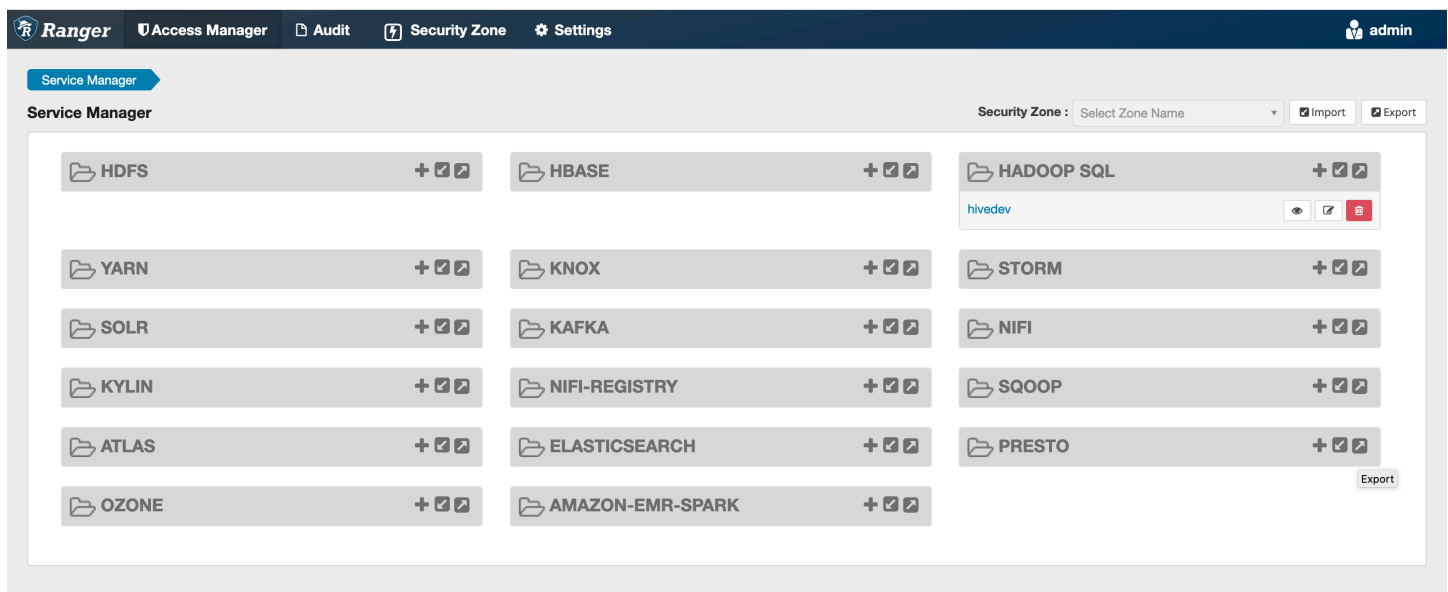 Ranger Access Manager Audit Security Zone Settings admin
Service Manager
Service Manager Security Zone : Select Zone Name Import Export
HDFS HBASE HADOOP SQL
hivedev
YARN KNOX STORM
SOLR KAFKA NIFI
KYLIN NIFI-REGISTRY SQOOP
ATLAS ELASTICSEARCH PRESTO
Export
OZONE AMAZON-EMR-SPARK